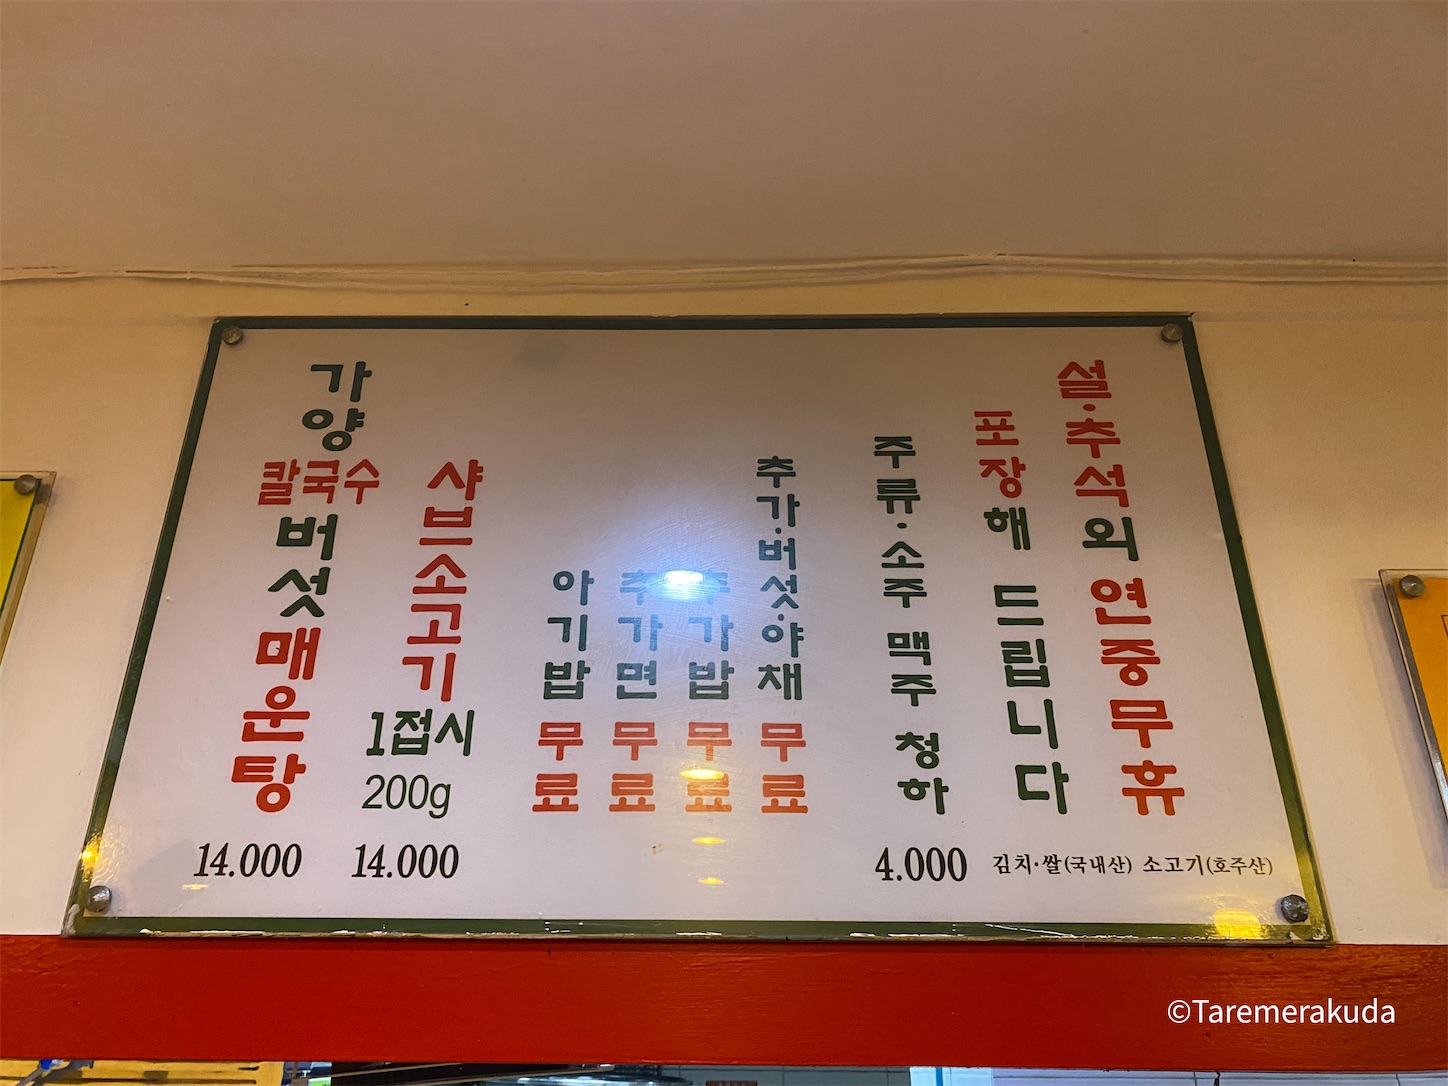 가양
칼국수
버섯매운탕
14.000
샤브소고기
1접시
200g
14.000
아기밥 무료
추가면 무료
추가밥 무료
추가·버섯·야채 무료
주류·소주 맥주 청하
4.000
포장해 드립니다
설·추석 외 연중무휴
김치·쌀(국내산) 소고기(호주산)
©Taremerakuda